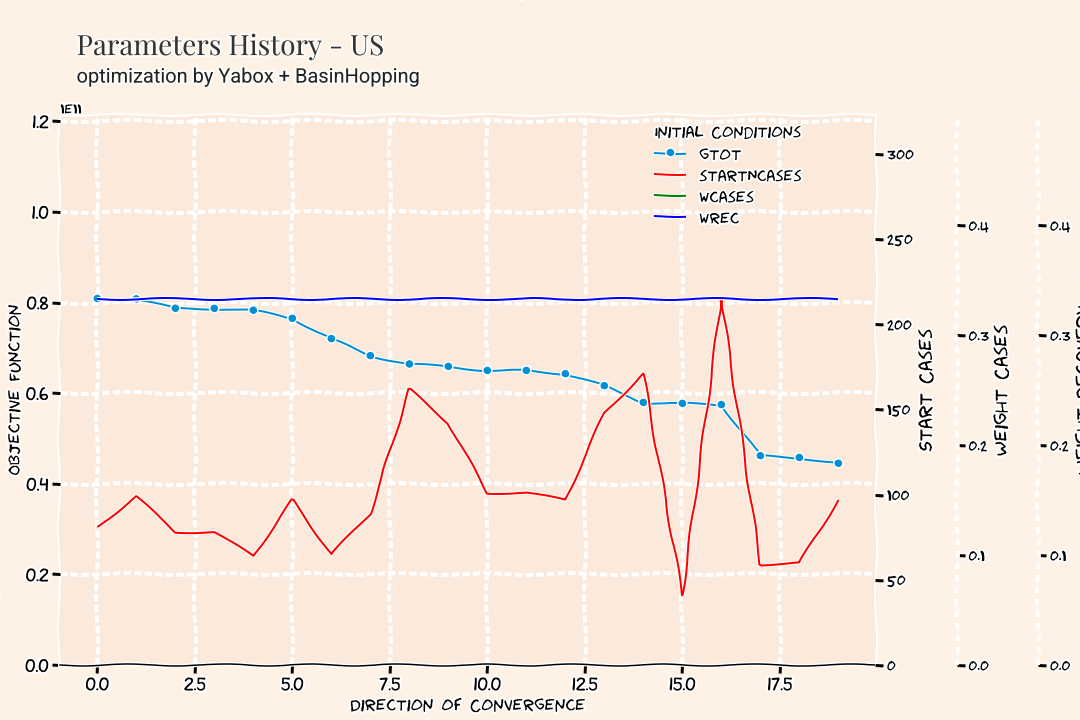 Parameters History - US
optimization by Yabox + BasinHopping
1E11
1.2
1.0
0.8
0.6
0.4
0.2
0.0
OBJECTIVE FUNCTION
INITIAL CONDITIONS
GTOT
STARTNCASES
WCASES
WREC
300
250
200
150
100
50
0
START CASES
0.4
0.3
0.2
0.1
0.0
WEIGHT CASES
0.4
0.3
0.2
0.1
0.0
0.0 2.5 5.0 7.5 10.0 12.5 15.0 17.5
DIRECTION OF CONVERGENCE